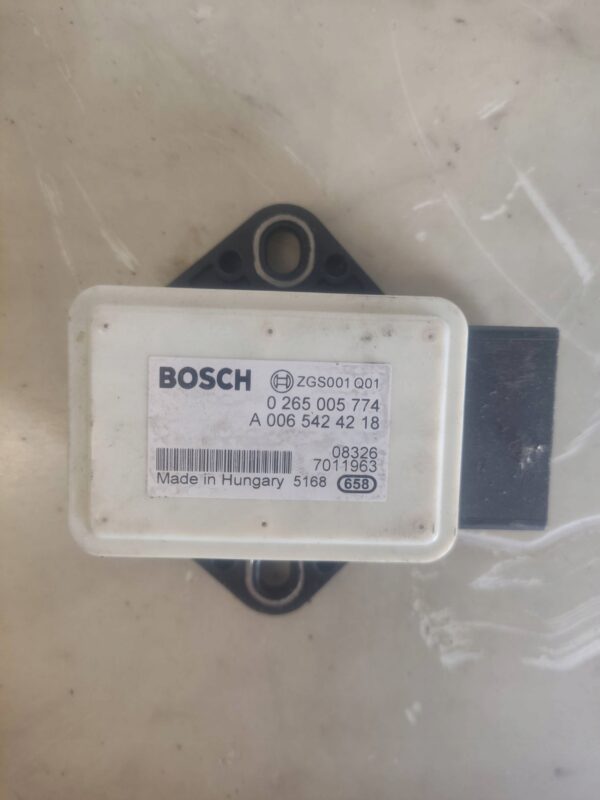 BOSCH ZGS001 Q01
0 265 005 774
A 006 542 42 18
08326
7011963
Made in Hungary 5168 658